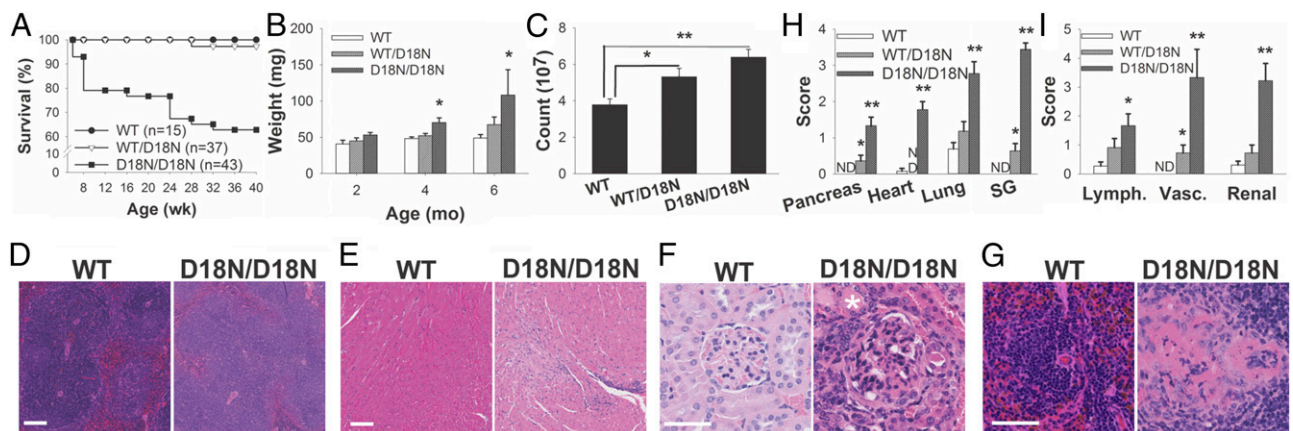 A
Survival (%)
100
90
80
70
60
10
0
WT (n=15)
WT/D18N (n=37)
D18N/D18N (n=43)
8 12 16 20 24 28 32 36 40
Age (wk)
B
Weight (mg)
200
150
100
50
0
WT
WT/D18N
D18N/D18N
*
*
2 4 6
Age (mo)
C
Count (107)
8
6
4
2
0
**
*
WT
WT/D18N
D18N/D18N
H
Score
4
3
2
1
0
WT
WT/D18N
D18N/D18N
ND * **
N
D **
**
ND * **
Pancreas Heart Lung SG
I
Score
6
4
2
0
WT
WT/D18N
D18N/D18N
*
ND * **
**
Lymph. Vasc. Renal
D
WT D18N/D18N
E
WT D18N/D18N
F
WT D18N/D18N
*
G
WT D18N/D18N